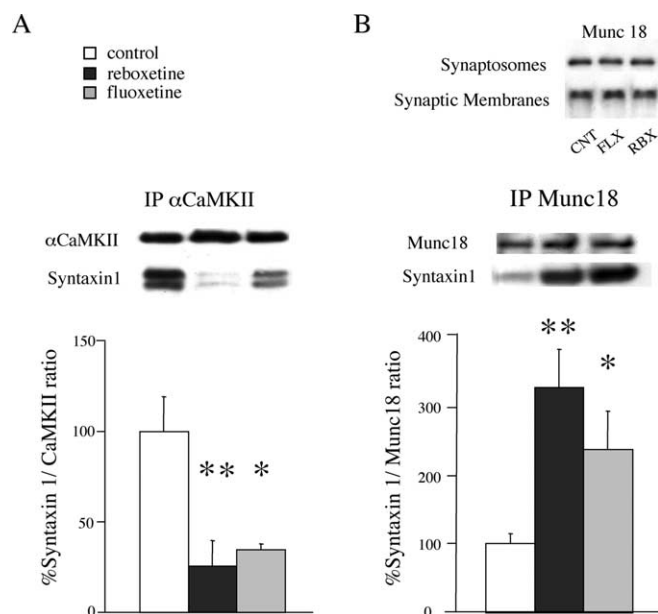 A
control
reboxetine
fluoxetine
IP αCaMKII
αCaMKII
Syntaxin1
150
100
50
0
%Syntaxin 1/ CaMKII ratio
** *
B
Munc 18
Synaptosomes
Synaptic Membranes
CNT FLX RBX
IP Munc18
Munc18
Syntaxin1
400
300
200
100
0
%Syntaxin 1/ Munc18 ratio
** *